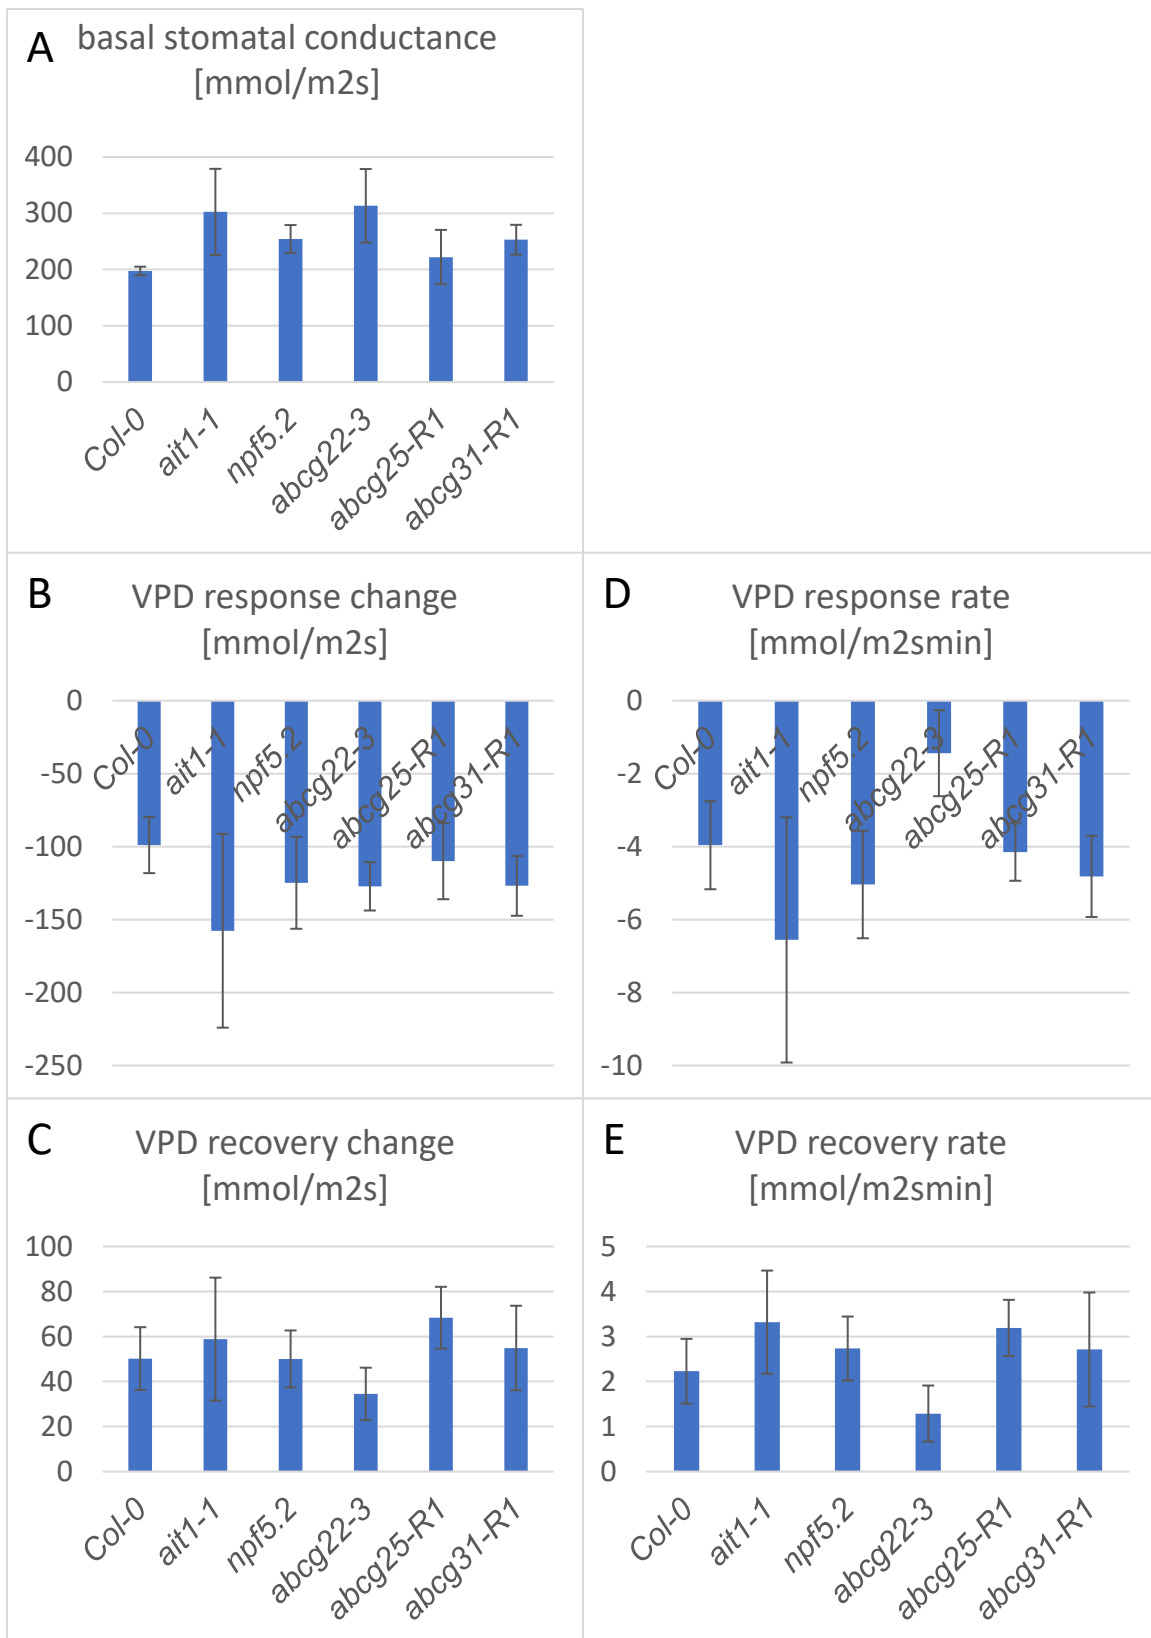 A basal stomatal conductance
[mmol/m2s]
400
300
200
100
0
Col-0
ait1-1
npf5.2
abcg22-3
abcg25-R1
abcg31-R1
B VPD response change
[mmol/m2s]
0
-50
-100
-150
-200
-250
Col-0
ait1-1
npf5.2
abcg22-3
abcg25-R1
abcg31-R1
D VPD response rate
[mmol/m2smin]
0
-2
-4
-6
-8
-10
Col-0
ait1-1
npf5.2
abcg22-3
abcg25-R1
abcg31-R1
C VPD recovery change
[mmol/m2s]
100
80
60
40
20
0
Col-0
ait1-1
npf5.2
abcg22-3
abcg25-R1
abcg31-R1
E VPD recovery rate
[mmol/m2smin]
5
4
3
2
1
0
Col-0
ait1-1
npf5.2
abcg22-3
abcg25-R1
abcg31-R1